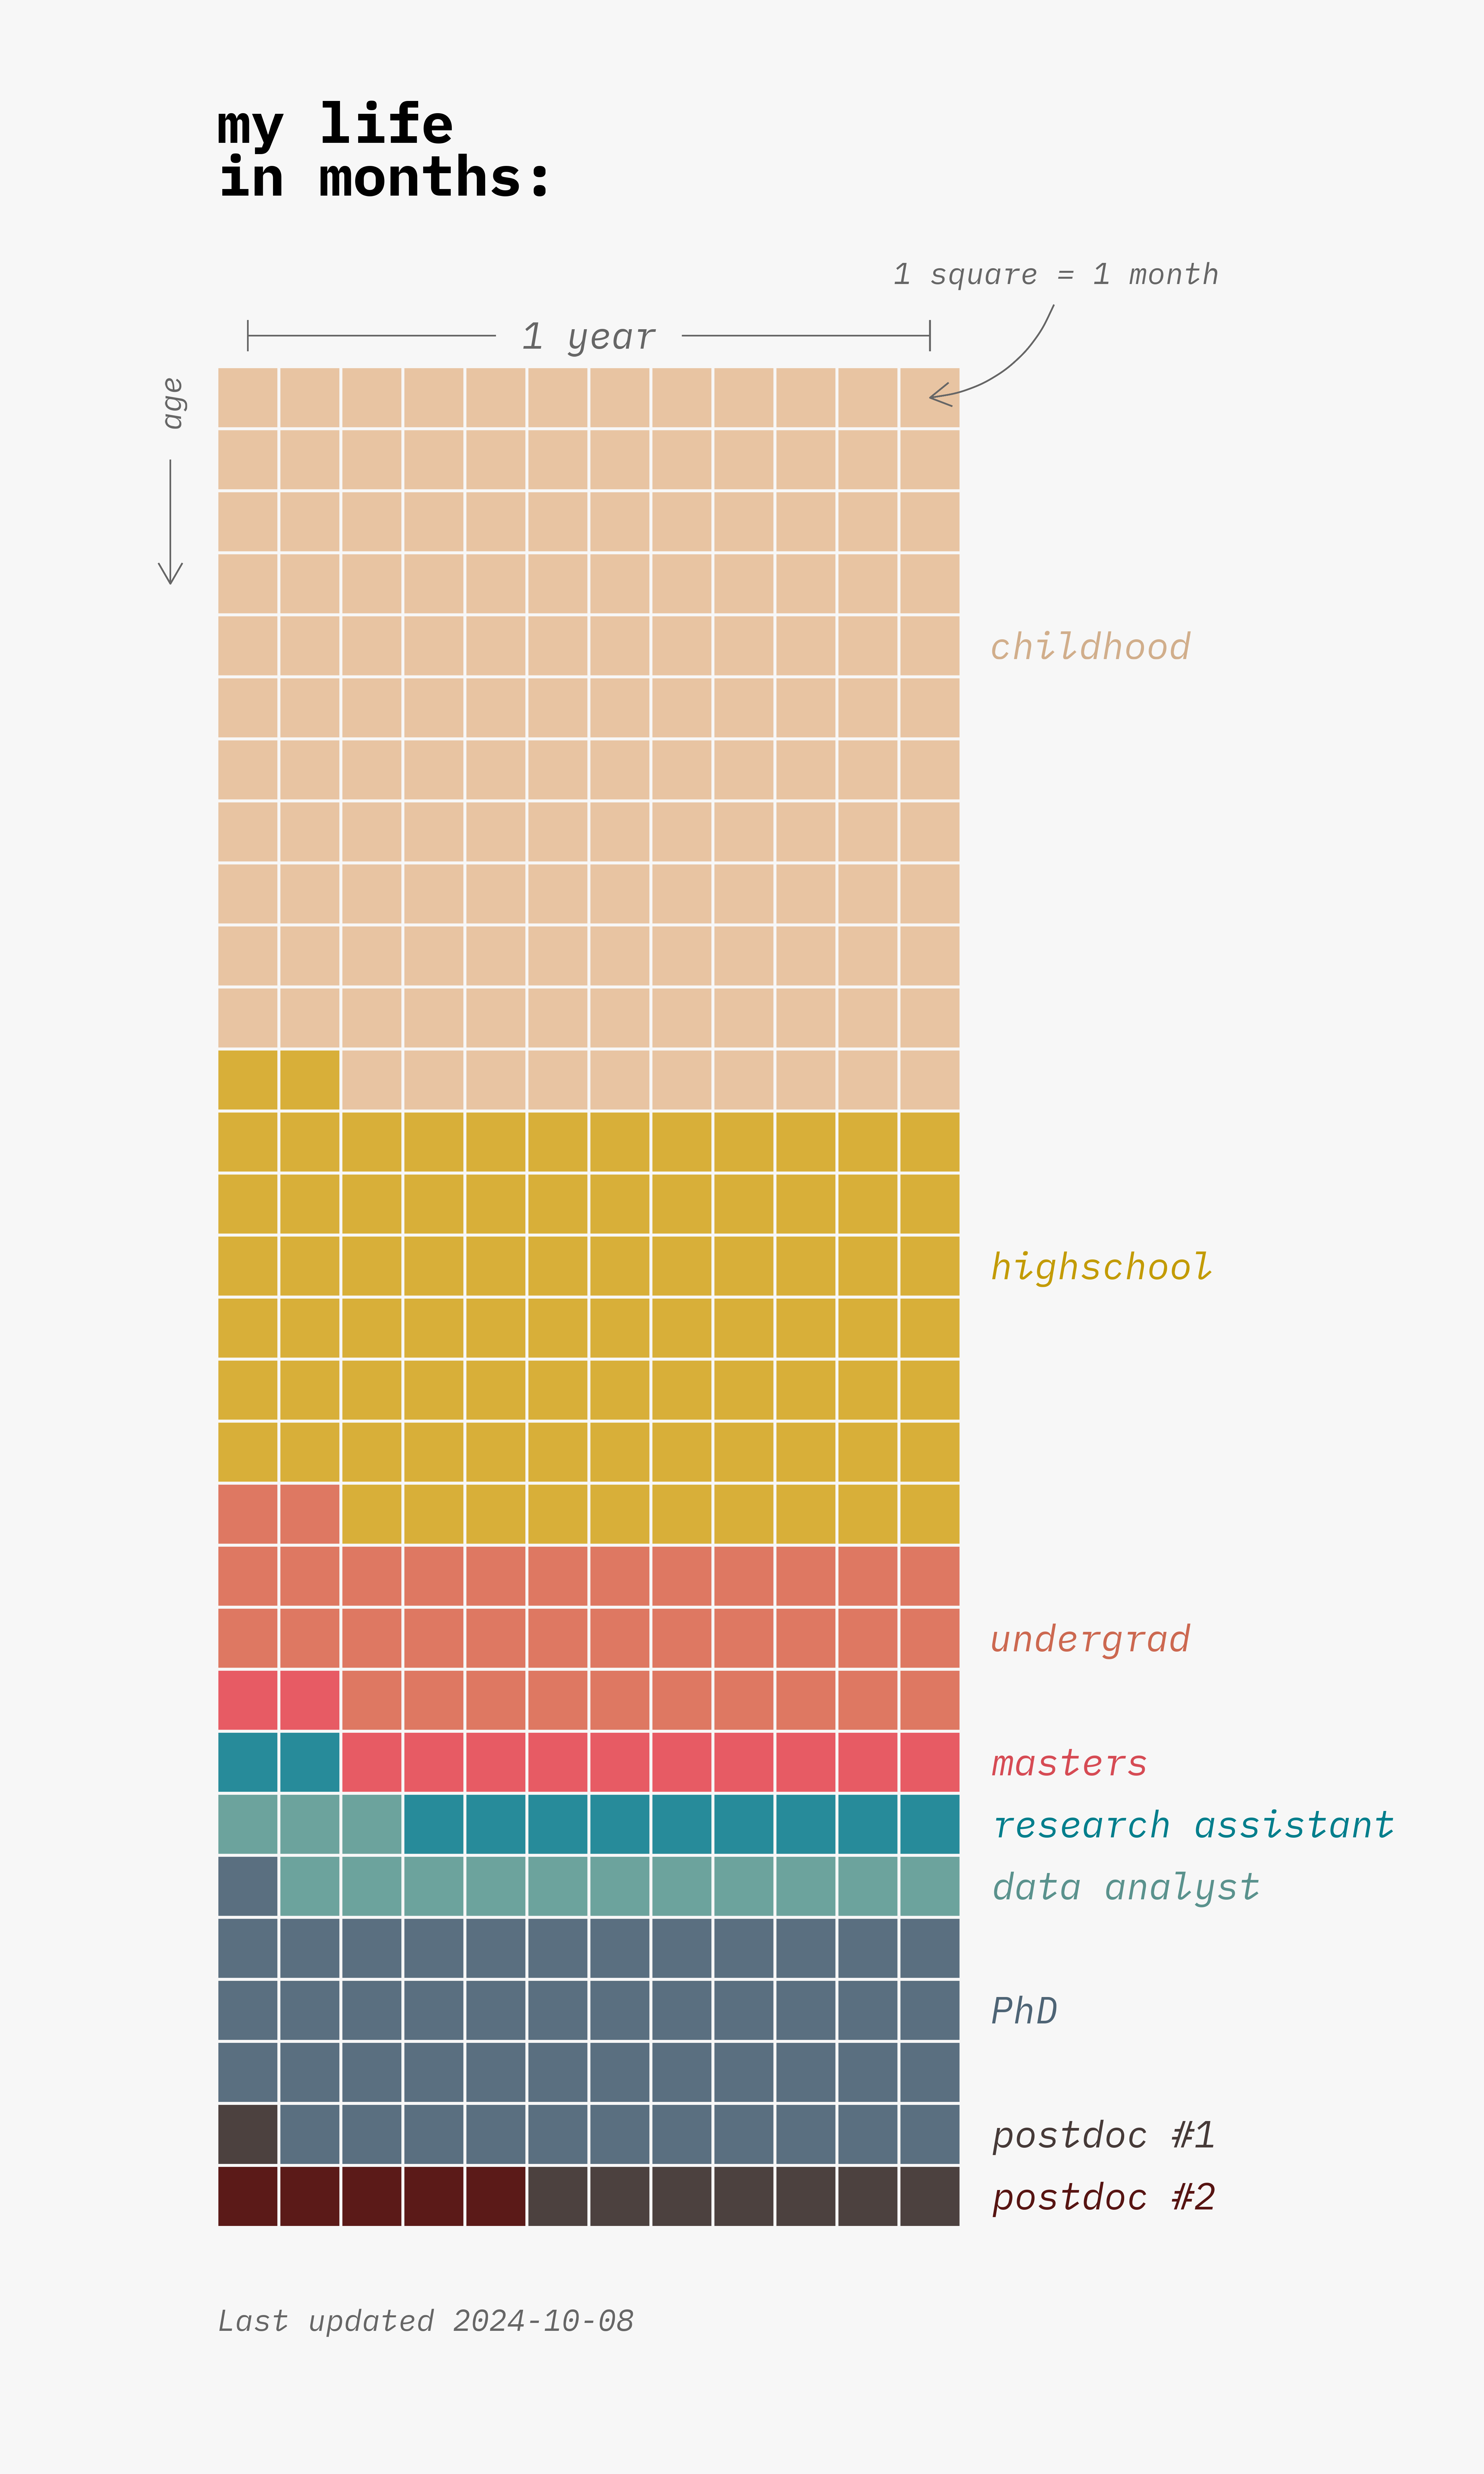 my life
in months:
1 square = 1 month
1 year
age
childhood
highschool
undergrad
masters
research assistant
data analyst
PhD
postdoc #1
postdoc #2
Last updated 2024-10-08